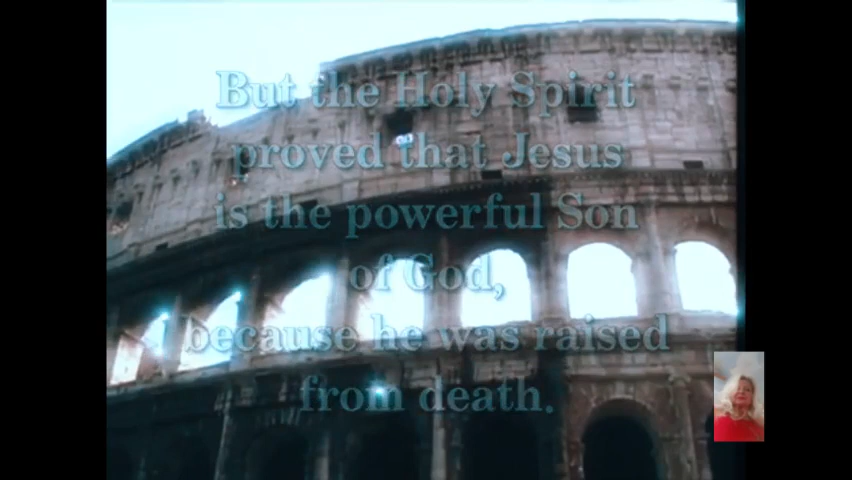 But the Holy Spirit
proved that Jesus
is the powerful Son
of God,
because he was raised
from death.